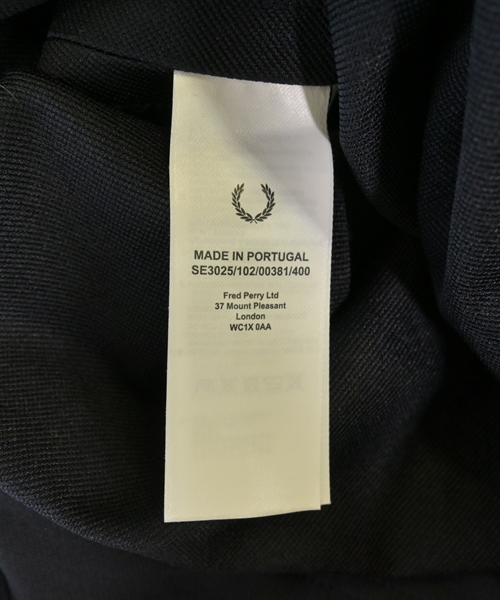 MADE IN PORTUGAL
SE3025/102/00381/400
Fred Perry Ltd
37 Mount Pleasant
London
WC1X 0AA